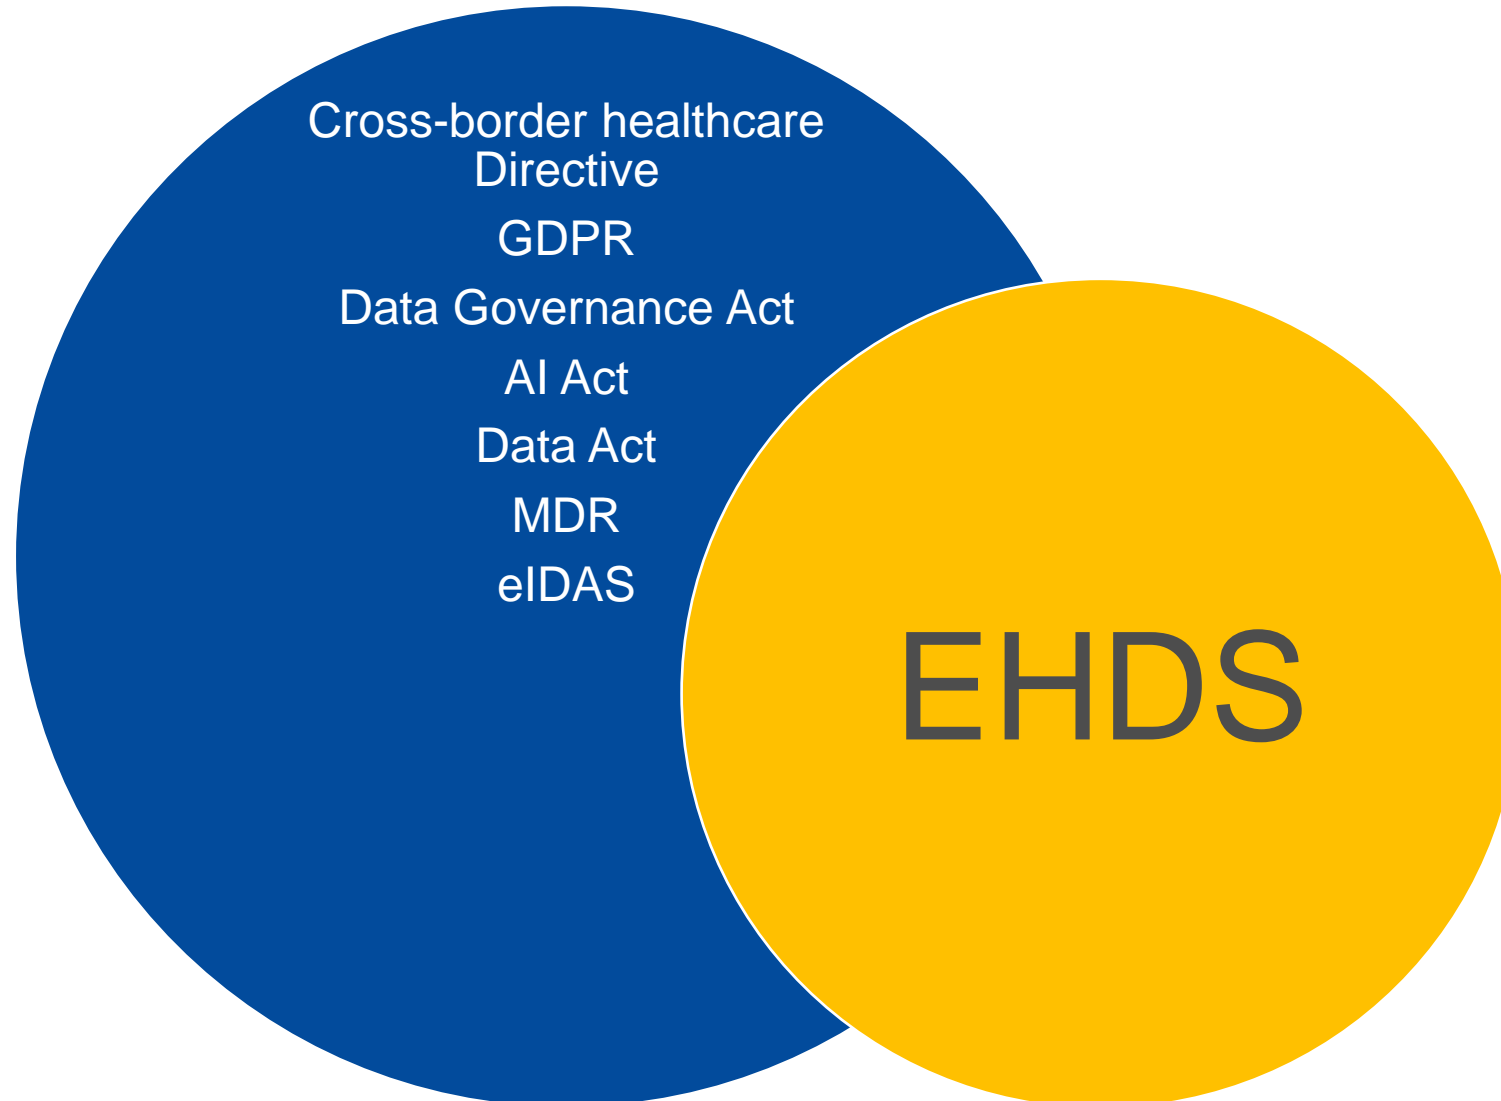 Cross-border healthcare
Directive
GDPR
Data Governance Act
AI Act
Data Act
MDR
eIDAS
EHDS